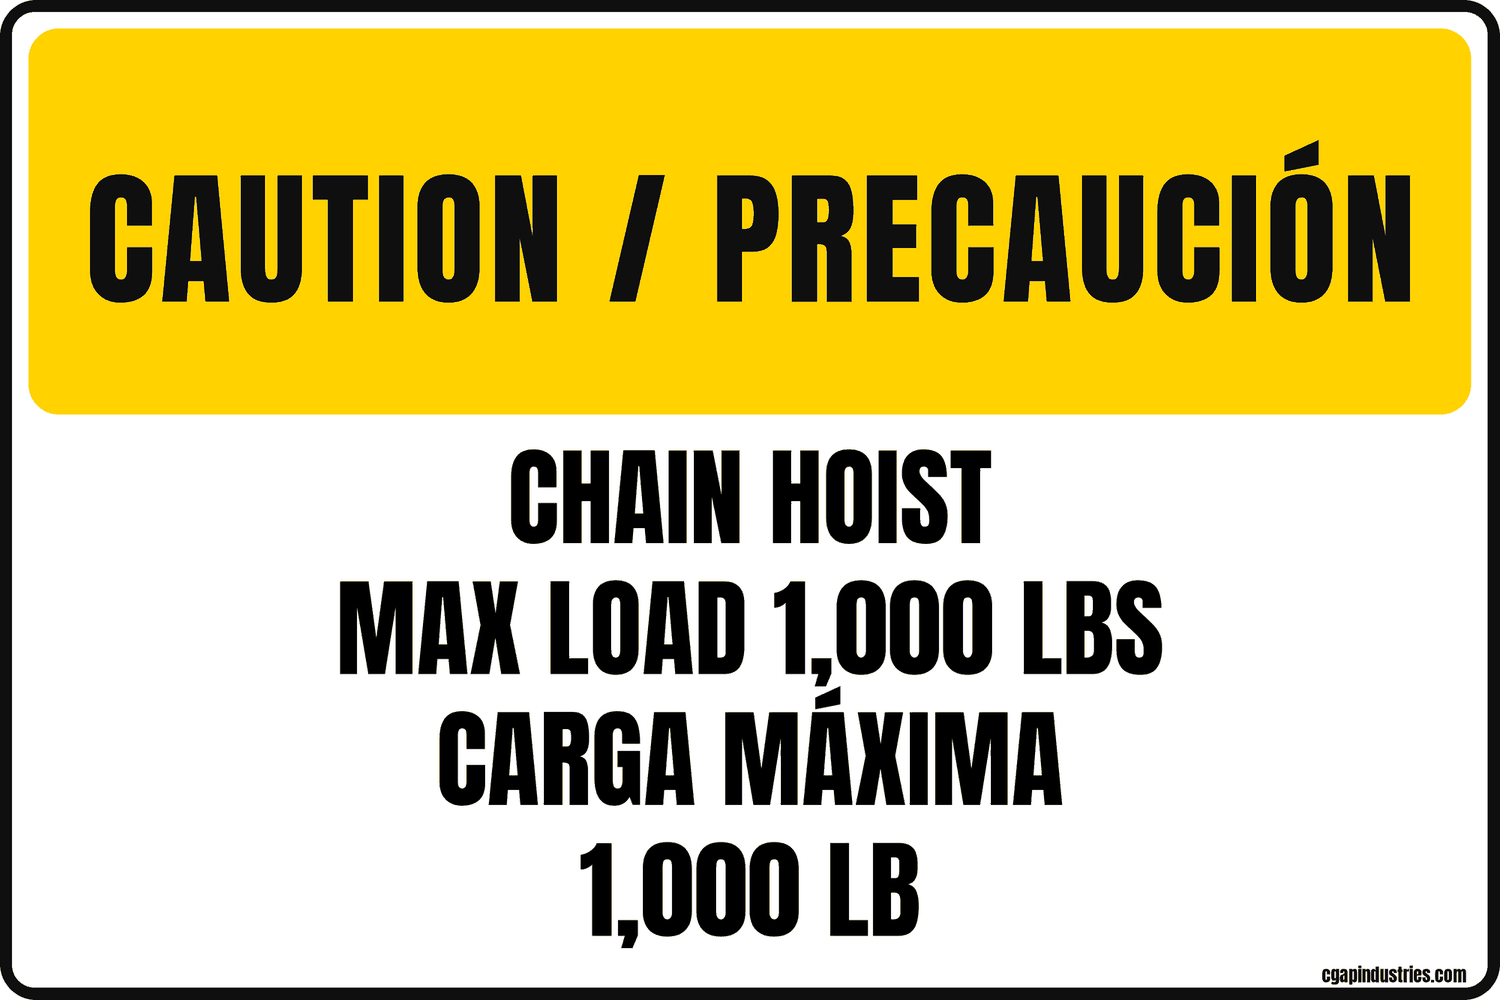 CAUTION / PRECAUCIÓN
CHAIN HOIST
MAX LOAD 1,000 LBS
CARGA MÁXIMA
1,000 LB
cgapindustries.com